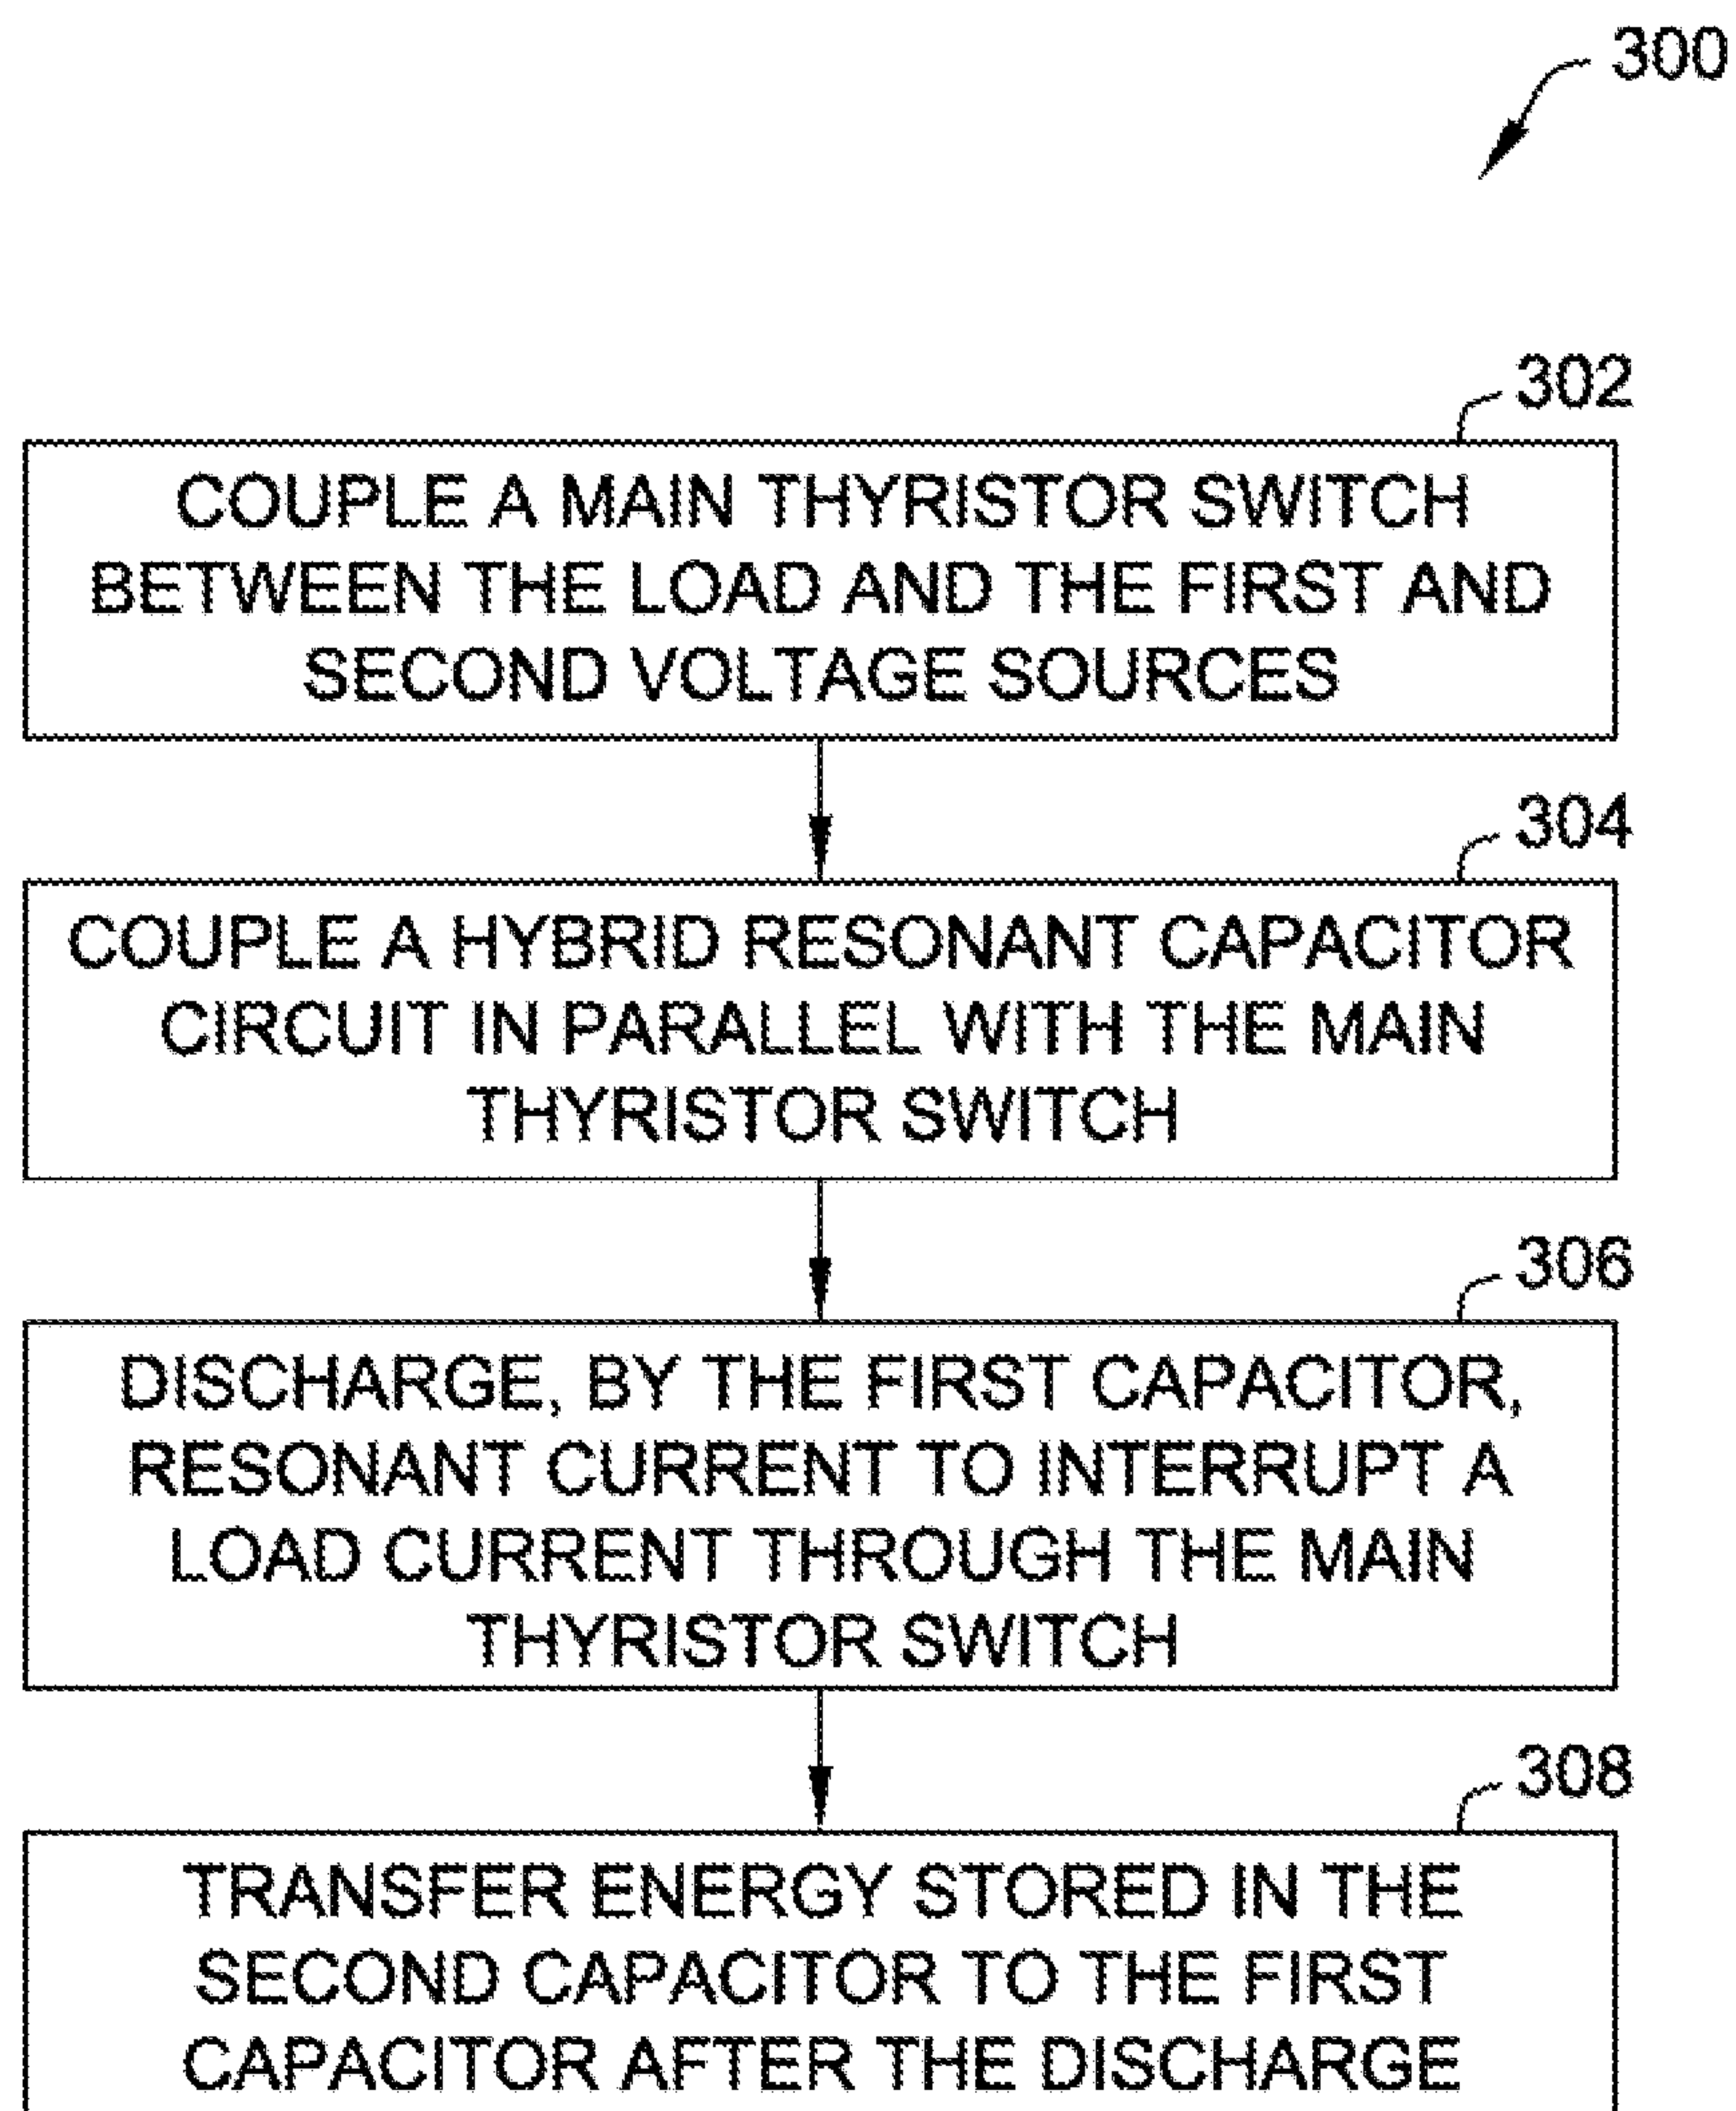 300
302
COUPLE A MAIN THYRISTOR SWITCH
BETWEEN THE LOAD AND THE FIRST AND
SECOND VOLTAGE SOURCES
304
COUPLE A HYBRID RESONANT CAPACITOR
CIRCUIT IN PARALLEL WITH THE MAIN
THYRISTOR SWITCH
306
DISCHARGE, BY THE FIRST CAPACITOR,
RESONANT CURRENT TO INTERRUPT A
LOAD CURRENT THROUGH THE MAIN
THYRISTOR SWITCH
308
TRANSFER ENERGY STORED IN THE
SECOND CAPACITOR TO THE FIRST
CAPACITOR AFTER THE DISCHARGE